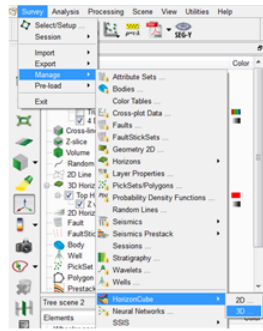 Survey Analysis Processing Scene View Utilities Help
Select/Setup ...
Session
SEG-Y
Import
Export
Color
Manage
Pre-load
Exit
Attribute Sets ...
Bodies ...
Color Tables ...
Cross-plot Data ...
Faults ...
FaultStickSets ...
Geometry 2D ...
Horizons
Layer Properties ...
PickSets/Polygons ...
Probability Density Functions ...
Random Lines ...
Seismics
Seismics Prestack
Sessions ...
Stratigraphy ...
Wavelets ...
Wells ...
HorizonCube
Neural Networks ...
SSIS
2D ...
3D ...
Cross-line
Z-slice
Volume
Random
2D Line
3D Horiz
Top H
2D Horiz
Fault
FaultStic
Body
Well
PickSet
Polygon
Prestack
Tree scene 2
Elements